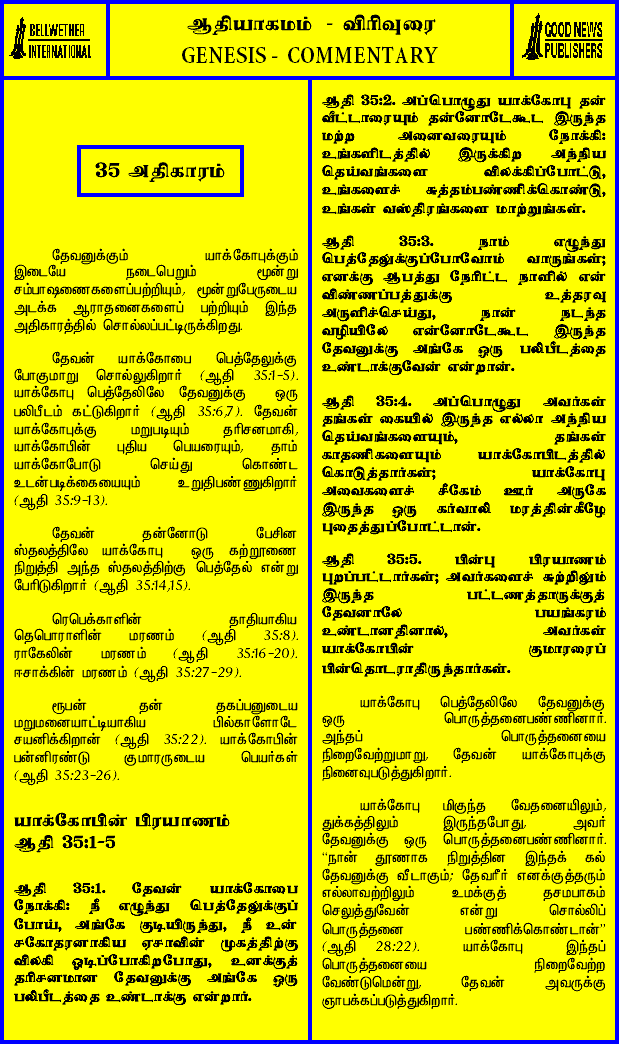 BELLWETHER
INTERNATIONAL
ஆதியாகமம் - விரிவுரை
GENESIS - COMMENTARY
GOOD NEWS
PUBLISHERS
35 அதிகாரம்
தேவனுக்கும் யாக்கோபுக்கும்
இடையே நடைபெறும் மூன்று
சம்பாஷணைகளைப்பற்றியும், மூன்றுபேருடைய
அடக்க ஆராதனைகளைப் பற்றியும் இந்த
அதிகாரத்தில் சொல்லப்பட்டிருக்கிறது.
தேவன் யாக்கோபை பெத்தேலுக்கு
போகுமாறு சொல்லுகிறார் (ஆதி 35:1-5).
யாக்கோபு பெத்தேலிலே தேவனுக்கு ஒரு
பலிபீடம் கட்டுகிறார் (ஆதி 35:6,7). தேவன்
யாக்கோபுக்கு மறுபடியும் தரிசனமாகி,
யாக்கோபின் புதிய பெயரையும், தாம்
யாக்கோபோடு செய்து கொண்ட
உடன்படிக்கையையும் உறுதிபண்ணுகிறார்
(ஆதி 35:9-13).
தேவன் தன்னோடு பேசின
ஸ்தலத்திலே யாக்கோபு ஒரு கற்றூணை
நிறுத்தி அந்த ஸ்தலத்திற்கு பெத்தேல் என்று
பேரிடுகிறார் (ஆதி 35:14,15).
ரெபெக்காளின் தாதியாகிய
தெபொராளின் மரணம் (ஆதி 35:8).
ராகேலின் மரணம் (ஆதி 35:16-20).
ஈசாக்கின் மரணம் (ஆதி 35:27-29).
ரூபன் தன் தகப்பனுடைய
மறுமனையாட்டியாகிய பில்காளோடே
சயனிக்கிறான் (ஆதி 35:22). யாக்கோபின்
பன்னிரண்டு குமாரருடைய பெயர்கள்
(ஆதி 35:23-26).
யாக்கோபின் பிரயாணம்
ஆதி 35:1-5
ஆதி 35:1. தேவன் யாக்கோபை
நோக்கி: நீ எழுந்து பெத்தேலுக்குப்
போய், அங்கே குடியிருந்து, நீ உன்
சகோதரனாகிய ஏசாவின் முகத்திற்கு
விலகி ஓடிப்போகிறபோது, உனக்குத்
தரிசனமான தேவனுக்கு அங்கே ஒரு
பலிபீடத்தை உண்டாக்கு என்றார்.
ஆதி 35:2. அப்பொழுது யாக்கோபு தன்
வீட்டாரையும் தன்னோடேகூட இருந்த
மற்ற அனைவரையும் நோக்கி:
உங்களிடத்தில் இருக்கிற அந்நிய
தெய்வங்களை விலக்கிப்போட்டு,
உங்களைச் சுத்தம்பண்ணிக்கொண்டு,
உங்கள் வஸ்திரங்களை மாற்றுங்கள்.
ஆதி 35:3. நாம் எழுந்து
பெத்தேலுக்குப்போவோம் வாருங்கள்;
எனக்கு ஆபத்து நேரிட்ட நாளில் என்
விண்ணப்பத்துக்கு உத்தரவு
அருளிச்செய்து, நான் நடந்த
வழியிலே என்னோடேகூட இருந்த
தேவனுக்கு அங்கே ஒரு பலிபீடத்தை
உண்டாக்குவேன் என்றான்.
ஆதி 35:4. அப்பொழுது அவர்கள்
தங்கள் கையில் இருந்த எல்லா அந்நிய
தெய்வங்களையும், தங்கள்
காதணிகளையும் யாக்கோபிடத்தில்
கொடுத்தார்கள்; யாக்கோபு
அவைகளைச் சீகேம் ஊர் அருகே
இருந்த ஒரு கர்வாலி மரத்தின்கீழே
புதைத்துப்போட்டான்.
ஆதி 35:5. பின்பு பிரயாணம்
புறப்பட்டார்கள்; அவர்களைச் சுற்றிலும்
இருந்த பட்டணத்தாருக்குத்
தேவனாலே பயங்கரம்
உண்டானதினால், அவர்கள்
யாக்கோபின் குமாரரைப்
பின்தொடராதிருந்தார்கள்.
யாக்கோபு பெத்தேலிலே தேவனுக்கு
ஒரு பொருத்தனைபண்ணினார்.
அந்தப் பொருத்தனையை
நிறைவேற்றுமாறு, தேவன் யாக்கோபுக்கு
நினைவுபடுத்துகிறார்.
யாக்கோபு மிகுந்த வேதனையிலும்,
துக்கத்திலும் இருந்தபோது, அவர்
தேவனுக்கு ஒரு பொருத்தனைபண்ணினார்.
“நான் தூணாக நிறுத்தின இந்தக் கல்
தேவனுக்கு வீடாகும்; தேவரீர் எனக்குத்தரும்
எல்லாவற்றிலும் உமக்குத் தசமபாகம்
செலுத்துவேன் என்று சொல்லிப்
பொருத்தனை பண்ணிக்கொண்டான்”
(ஆதி 28:22). யாக்கோபு இந்தப்
பொருத்தனையை நிறைவேற்ற
வேண்டுமென்று, தேவன் அவருக்கு
ஞாபக்கப்படுத்துகிறார்.